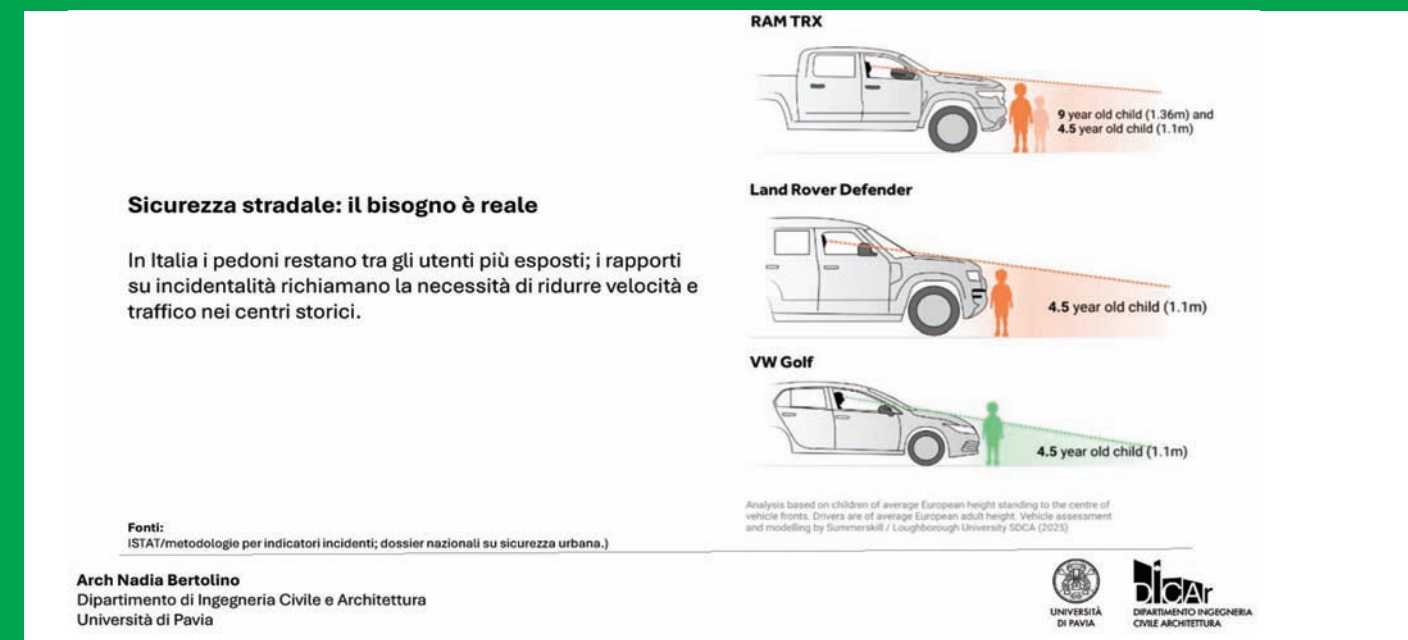 RAM TRX
9 year old child (1.36m) and
4.5 year old child (1.1m)
Land Rover Defender
4.5 year old child (1.1m)
VW Golf
4.5 year old child (1.1m)
Analysis based on children of average European height standing to the centre of
vehicle fronts. Drivers are of average European adult height. Vehicle assessment
and modelling by Summerskill / Loughborough University SDCA (2025)
Sicurezza stradale: il bisogno è reale
In Italia i pedoni restano tra gli utenti più esposti; i rapporti
su incidentalità richiamano la necessità di ridurre velocità e
traffico nei centri storici.
Fonti:
ISTAT/metodologie per indicatori incidenti; dossier nazionali su sicurezza urbana.)
Arch Nadia Bertolino
Dipartimento di Ingegneria Civile e Architettura
Università di Pavia
UNIVERSITÀ
DI PAVIA
DICAr
DIPARTIMENTO INGEGNERIA
CIVILE ARCHITETTURA